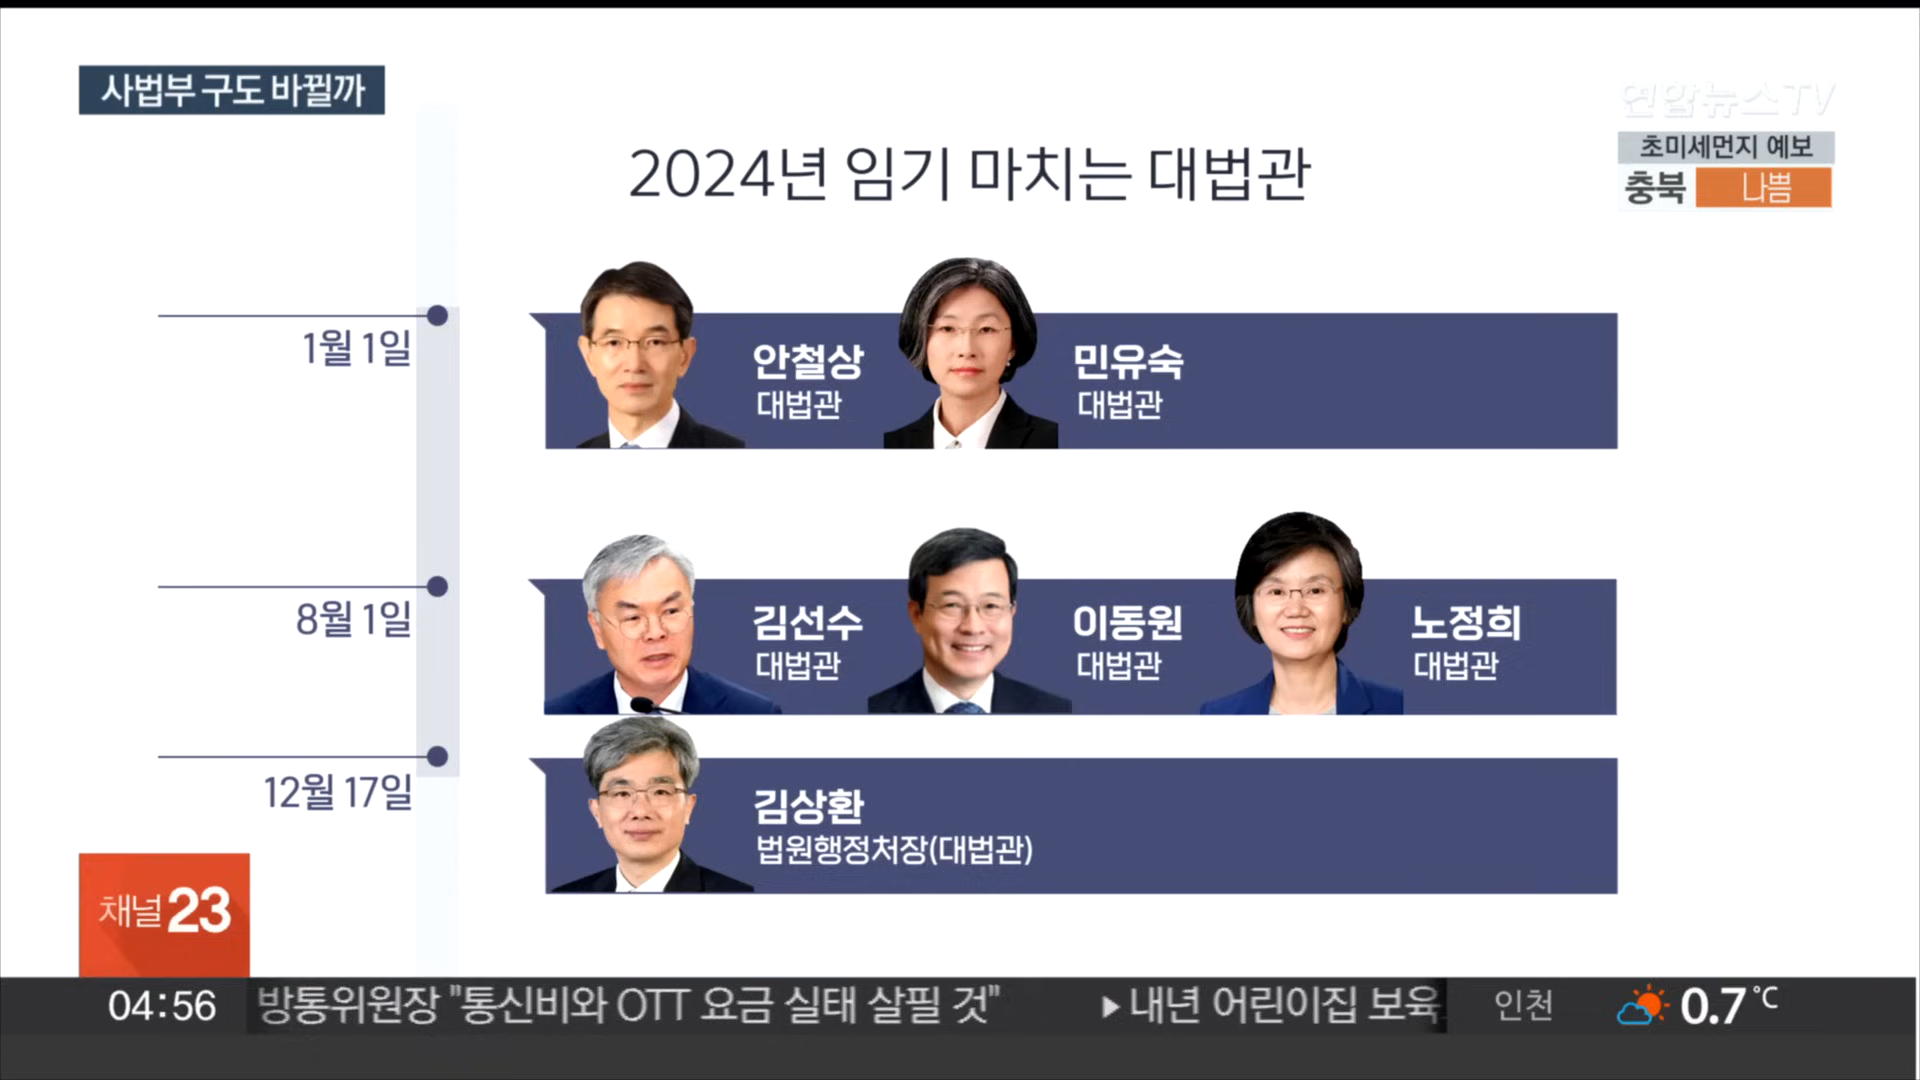 사법부 구도 바뀔까
연합뉴스TV
초미세먼지 예보
충북 나쁨
2024년 임기 마치는 대법관
1월 1일
안철상
대법관
민유숙
대법관
8월 1일
김선수
대법관
이동원
대법관
노정희
대법관
12월 17일
김상환
법원행정처장(대법관)
채널 23
04:56 방통위원장 "통신비와 OTT 요금 실태 살필 것" ▶내년 어린이집 보육 인천 0.7℃